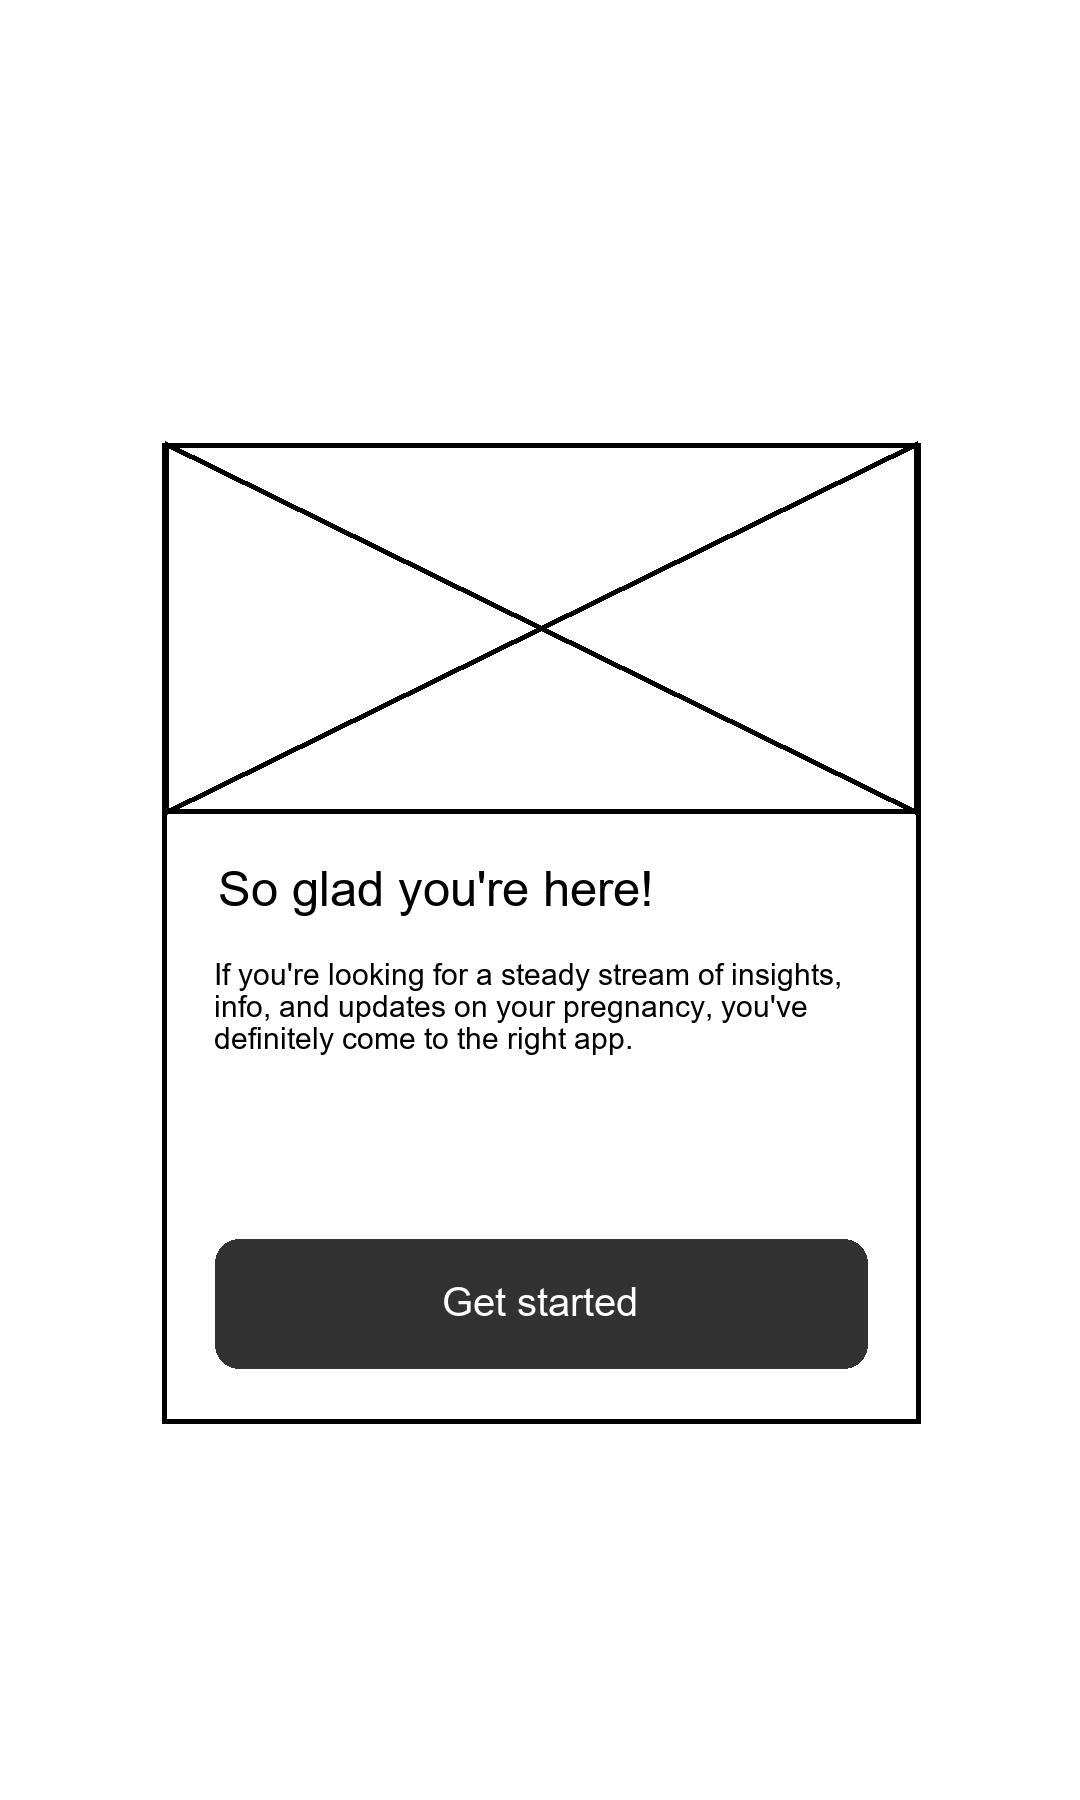 So glad you're here!
If you're looking for a steady stream of insights,
info, and updates on your pregnancy, you've
definitely come to the right app.
Get started